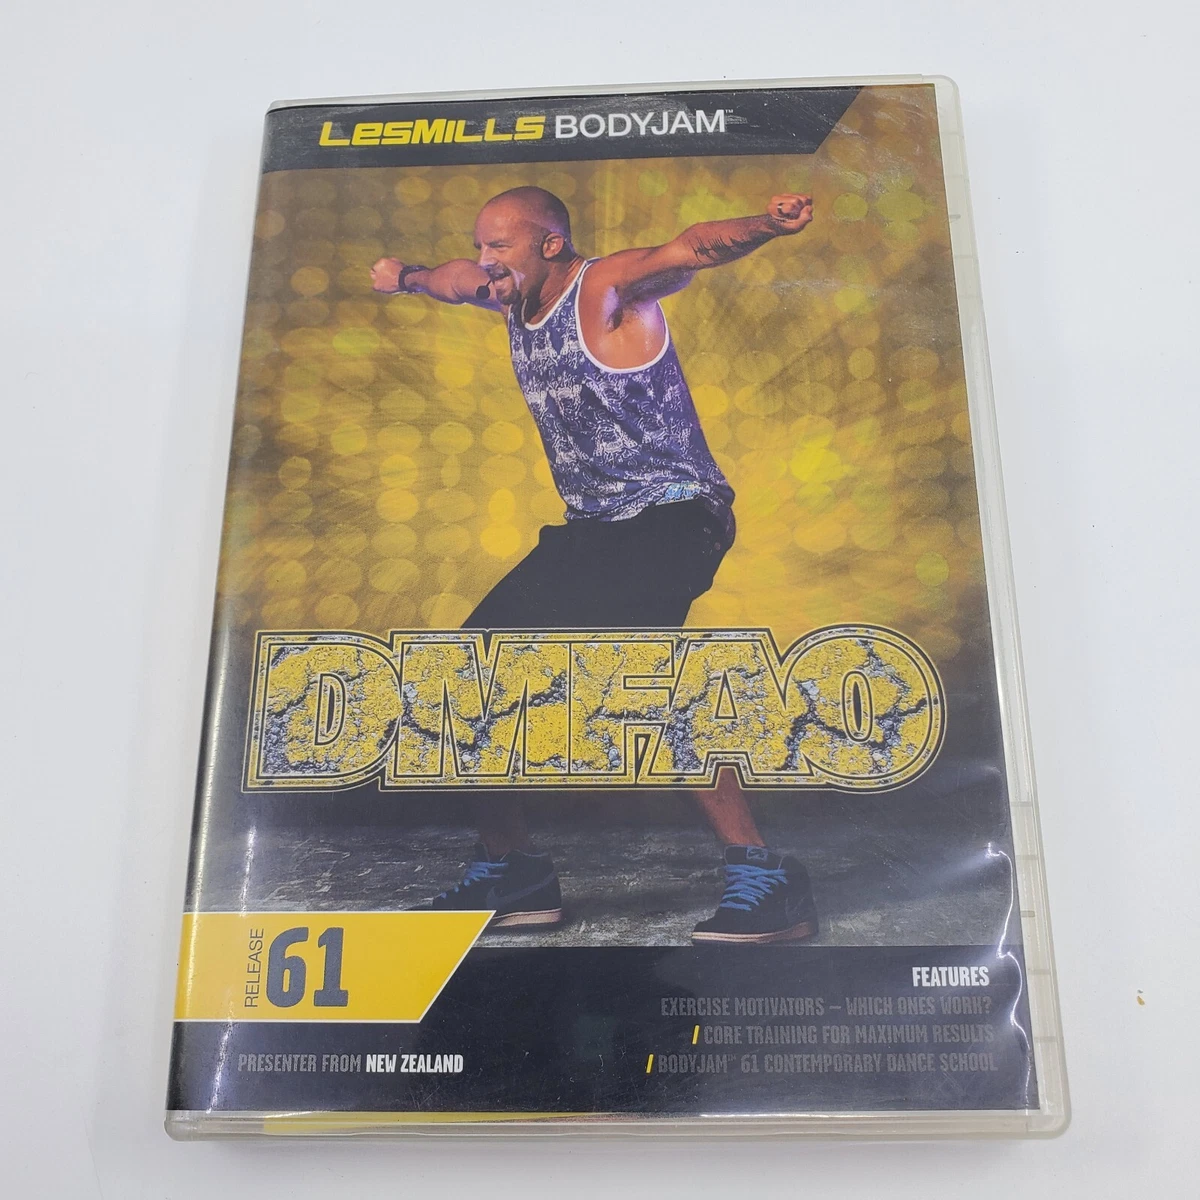 LesMILLS BODYJAM™
DMFAO
RELEASE 61
PRESENTER FROM NEW ZEALAND
FEATURES
EXERCISE MOTIVATORS – WHICH ONES WORK?
/ CORE TRAINING FOR MAXIMUM RESULTS
/ BODYJAM™ 61 CONTEMPORARY DANCE SCHOOL